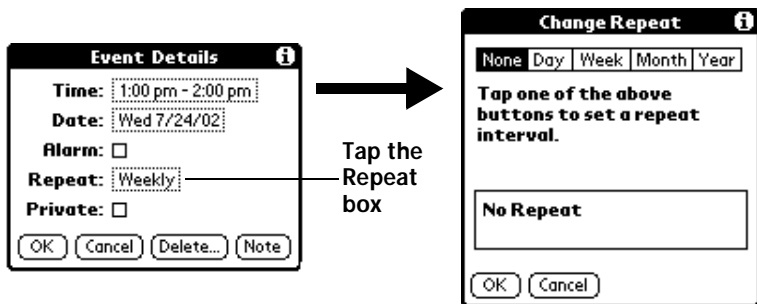 Event Details
Time: 1:00 pm - 2:00 pm
Date: Wed 7/24/02
Alarm:
Repeat: Weekly
Private:
OK Cancel Delete... Note
Tap the
Repeat
box
Change Repeat
None Day Week Month Year
Tap one of the above
buttons to set a repeat
interval.
No Repeat
OK Cancel